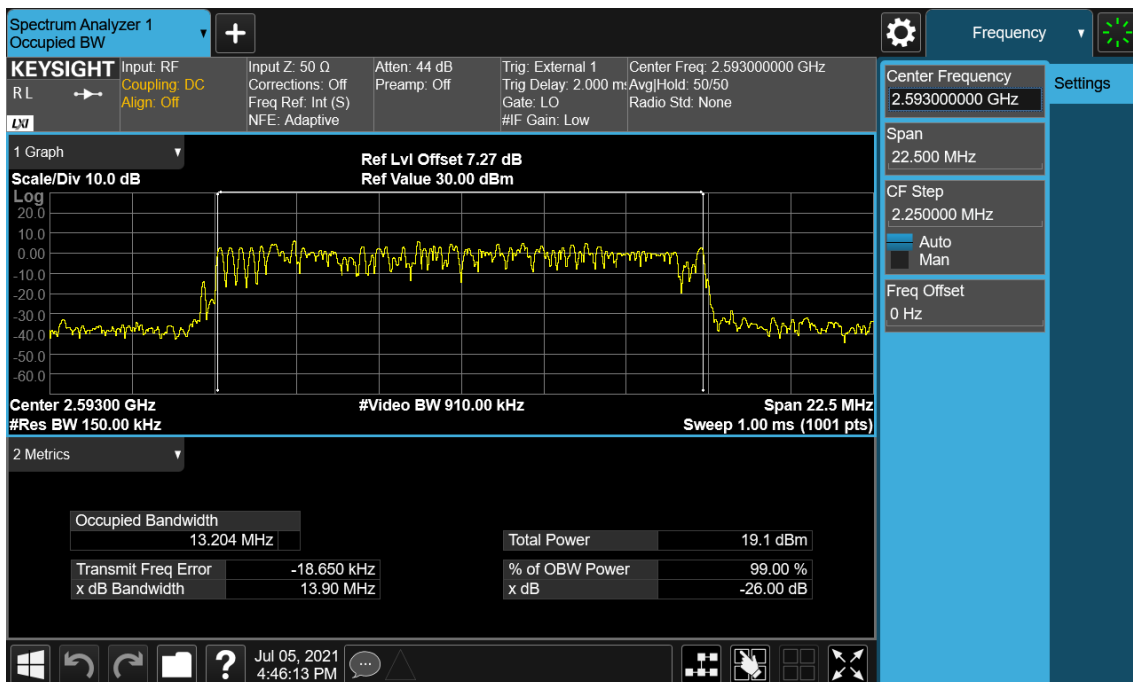 Spectrum Analyzer 1
Occupied BW
Frequency
KEYSIGHT
R L
LXI
Input: RF
Coupling: DC
Align: Off
Input Z: 50 Ω
Corrections: Off
Freq Ref: Int (S)
NFE: Adaptive
Atten: 44 dB
Preamp: Off
Trig: External 1
Trig Delay: 2.000 ms
Gate: LO
#IF Gain: Low
Center Freq: 2.593000000 GHz
Avg|Hold: 50/50
Radio Std: None
Center Frequency
2.593000000 GHz
Settings
Span
22.500 MHz
CF Step
2.250000 MHz
Auto
Man
Freq Offset
0 Hz
1 Graph
Ref Lvl Offset 7.27 dB
Scale/Div 10.0 dB
Ref Value 30.00 dBm
Log
20.0
10.0
0.00
-10.0
-20.0
-30.0
-40.0
-50.0
-60.0
Center 2.59300 GHz
#Video BW 910.00 kHz
Span 22.5 MHz
#Res BW 150.00 kHz
Sweep 1.00 ms (1001 pts)
2 Metrics
Occupied Bandwidth
13.204 MHz
Total Power 19.1 dBm
Transmit Freq Error -18.650 kHz
% of OBW Power 99.00 %
x dB Bandwidth 13.90 MHz
x dB -26.00 dB
?
Jul 05, 2021
4:46:13 PM